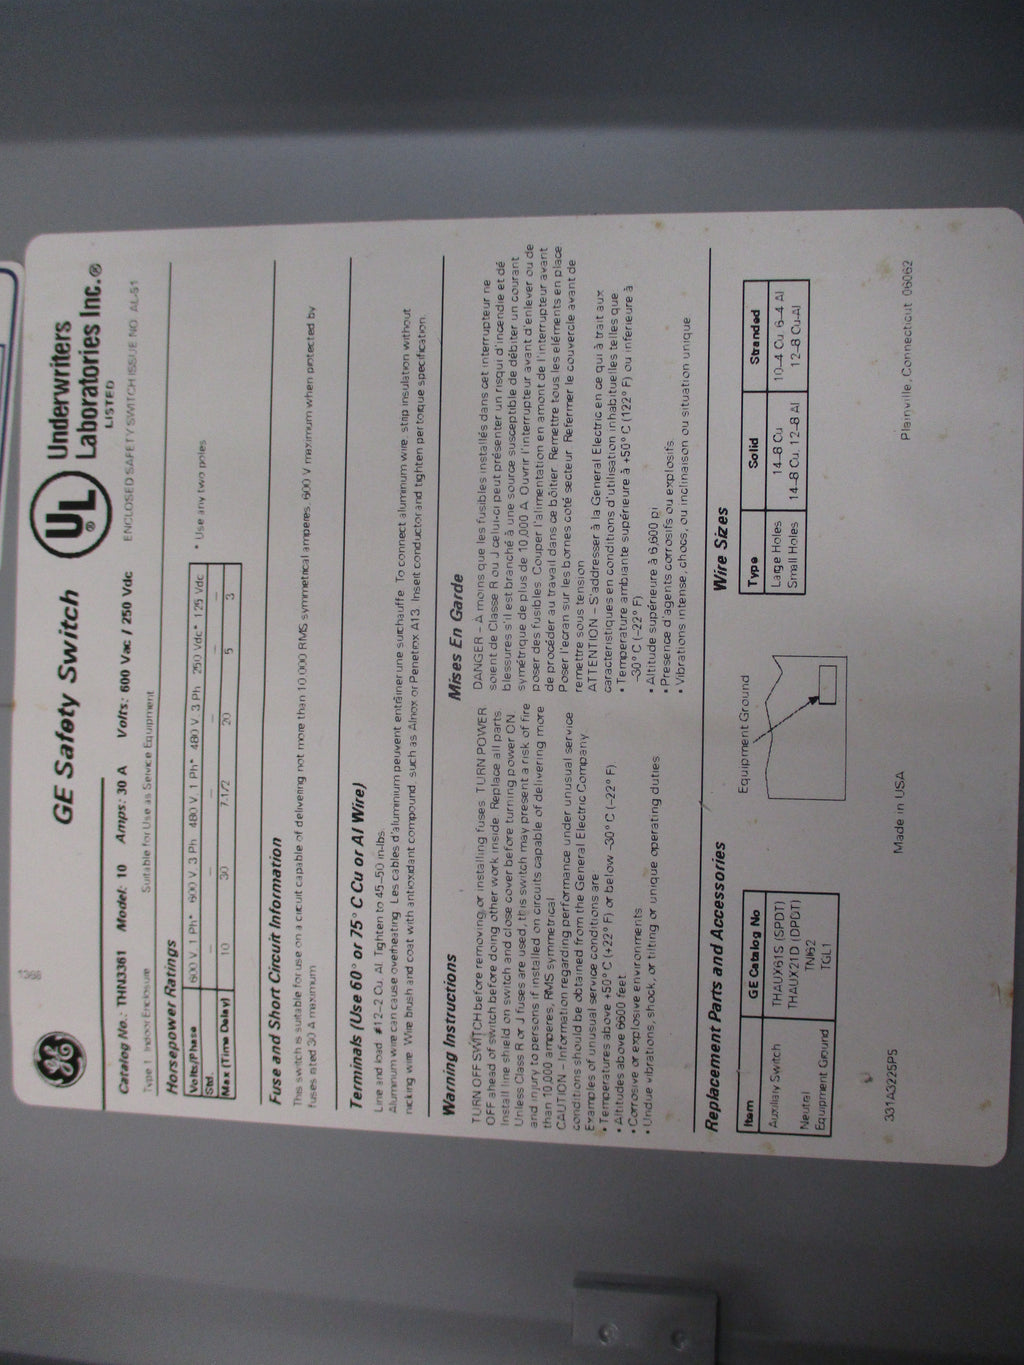 1366
GE Safety Switch
UL ®
Underwriters
Laboratories Inc.®
LISTED
Catalog No.: THN3361 Model: 10 Amps: 30 A Volts: 600 Vac / 250 Vdc
ENCLOSED SAFETY SWITCH ISSUE NO. AL-51
Type 1 Indoor Enclosure Suitable for Use as Service Equipment
Horsepower Ratings
Volts/Phase 600 V, 1 Ph* 600 V, 3 Ph 480 V, 1 Ph* 480 V, 3 Ph 250 Vdc* 125 Vdc
Std. – – – – – –
Max (Time Delay) 10 30 7-1/2 20 5 3
* Use any two poles
Fuse and Short Circuit Information
This switch is suitable for use on a circuit capable of delivering not more than 10,000 RMS symmetrical amperes, 600 V maximum when protected by
fuses rated 30 A maximum
Terminals (Use 60° or 75° C Cu or Al Wire)
Line and load #12–2 Cu, Al. Tighten to 45–50 in-lbs.
Aluminum wire can cause overheating. Les cables d'aluminium peuvent entráiner une surchauffe. To connect aluminum wire, strip insulation without
nicking wire. Wire brush and coat with antioxidant compound, such as Alnox or Penetrox A13. Insert conductor and tighten per torque specification.
Warning Instructions
TURN OFF SWITCH before removing or installing fuses. TURN POWER
OFF ahead of switch before doing other work inside. Replace all parts.
Install line shield on switch and close cover before turning power ON.
Unless Class R or J fuses are used, this switch may present a risk of fire
and injury to persons if installed on circuits capable of delivering more
than 10,000 amperes, RMS symmetrical
CAUTION – Information regarding performance under unusual service
conditions should be obtained from the General Electric Company
Examples of unusual service conditions are
• Temperatures above +50° C (+22° F) or below –30° C (–22° F)
• Altitudes above 6600 feet
• Corrosive or explosive environments
• Undue vibrations, shock, or tilting or unique operating duties
Mises En Garde
DANGER – À moins que les fusibles installés dans cet interrupteur ne
soient de Classe R ou J celui-ci peut présenter un risqui d'incendie et dé
blessures s'il est branché à une source susceptible de débiter un courant
symétrique de plus de 10,000 A. Ouvrir l'interrupteur avant d'enlever ou de
poser des fusibles. Couper l'alimentation en amont de l'interrupteur avant
de procéder au travail dans ce bôitier. Remettre tous les eléments en place
Poser l'ecran sur les bornes coté secteur. Refermer le couvercle avant de
remettre sous tension
ATTENTION – S'addresser à la General Electric en ce qui à trait aux
caracteristiques en conditions d'utilisation inhabituelles telles que
• Temperature ambiante supérieure à +50° C (122° F) ou inferieure à
–30° C (–22° F)
• Altitude supérieure à 6,600 pi
• Presence d'agents corrosifs ou explosifs.
• Vibrations intense, chocs, ou inclinaison ou situation unique
Replacement Parts and Accessories
Item GE Catalog No
Auxiliary Switch THAUX61S (SPDT)
THAUX21D (DPDT)
Neutral TNI62
Equipment Ground TGL1
Equipment Ground
Wire Sizes
Type Solid Stranded
Large Holes 14–8 Cu 10–4 Cu, 6–4 Al
Small Holes 14–8 Cu, 12–8 Al 12–8 Cu-Al
331A3225P5
Made in USA
Plainville, Connecticut 06062